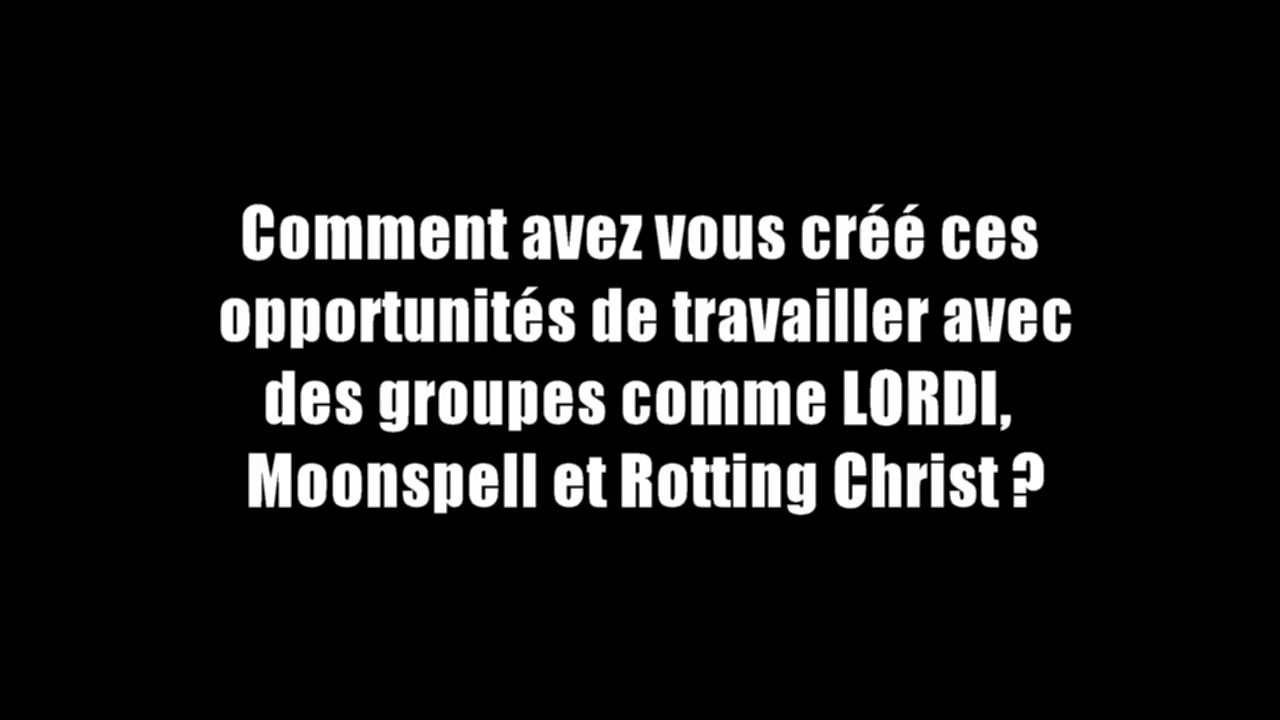 Comment avez vous créé ces
opportunités de travailler avec
des groupes comme LORDI,
Moonspell et Rotting Christ ?